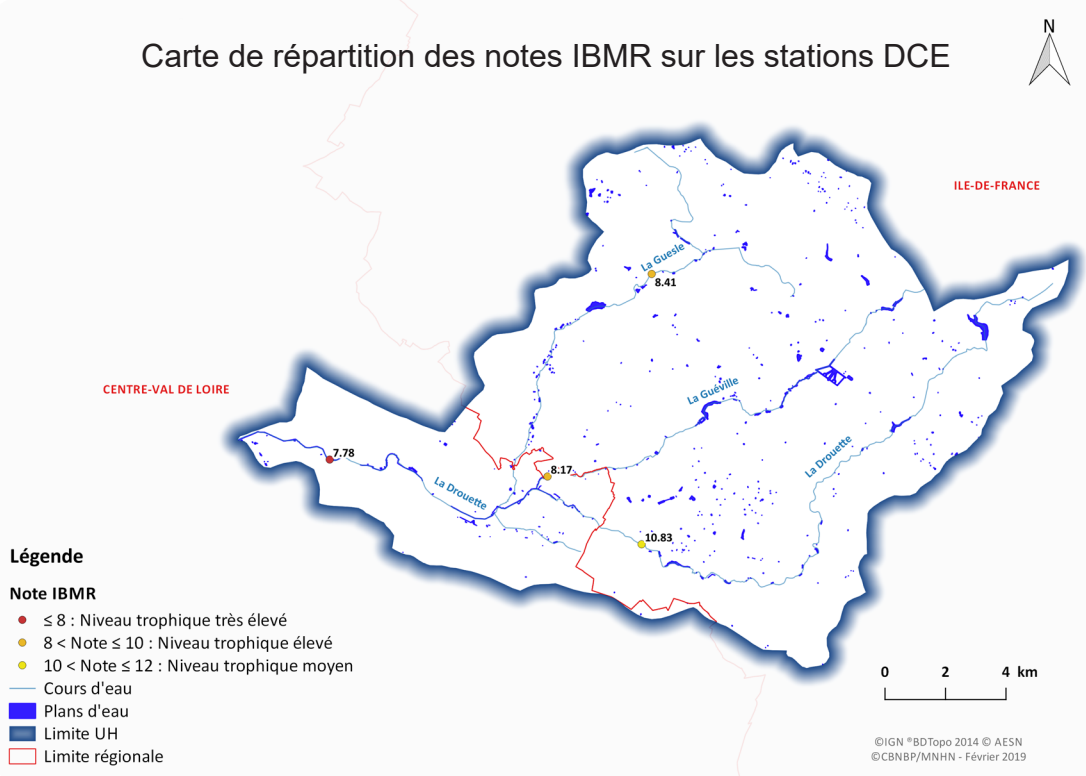 Carte de répartition des notes IBMR sur les stations DCE
N
ILE-DE-FRANCE
La Guesle
8.41
CENTRE-VAL DE LOIRE
La Guéville
7.78
La Drouette
8.17
La Drouette
10.83
Légende
Note IBMR
≤ 8 : Niveau trophique très élevé
8 < Note ≤ 10 : Niveau trophique élevé
10 < Note ≤ 12 : Niveau trophique moyen
Cours d'eau
Plans d'eau
Limite UH
Limite régionale
0 2 4 km
©IGN ®BDTopo 2014 © AESN
©CBNBP/MNHN - Février 2019